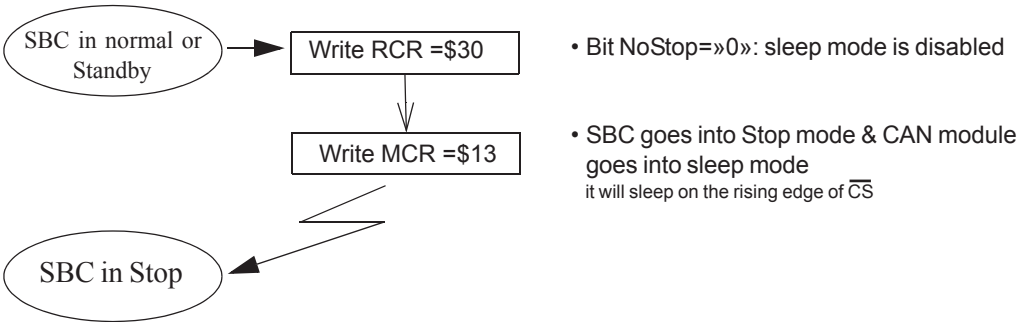 SBC in normal or
Standby
Write RCR =$30
• Bit NoStop=»0»: sleep mode is disabled
Write MCR =$13
• SBC goes into Stop mode & CAN module
goes into sleep mode
it will sleep on the rising edge of C̅S̅
SBC in Stop